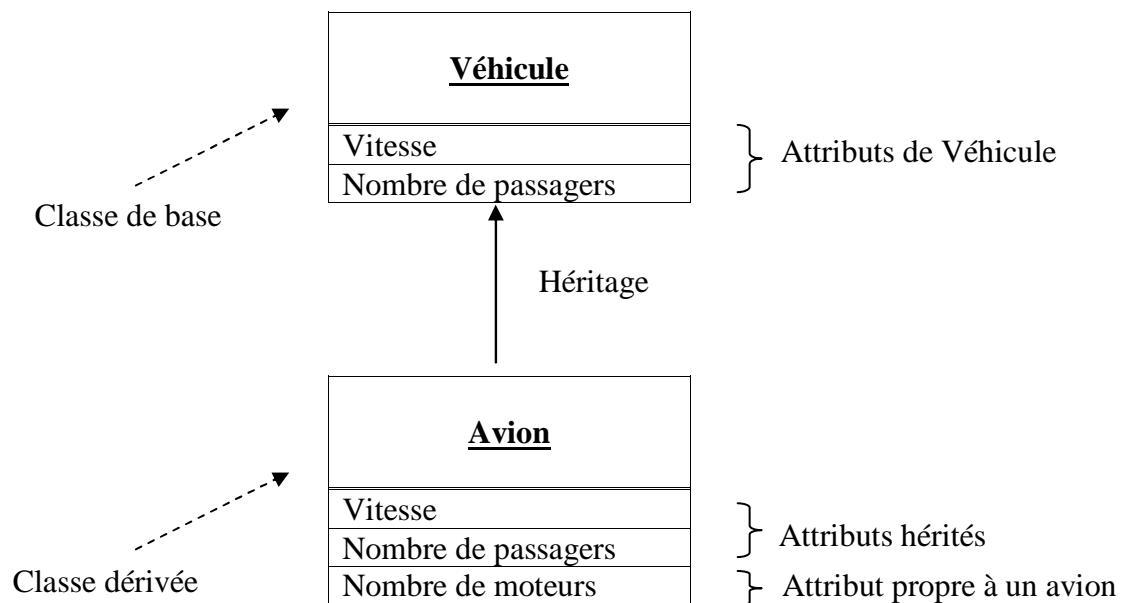 Véhicule
Vitesse
Attributs de Véhicule
Nombre de passagers
Classe de base
Héritage
Avion
Vitesse
Attributs hérités
Nombre de passagers
Classe dérivée
Nombre de moteurs
Attribut propre à un avion